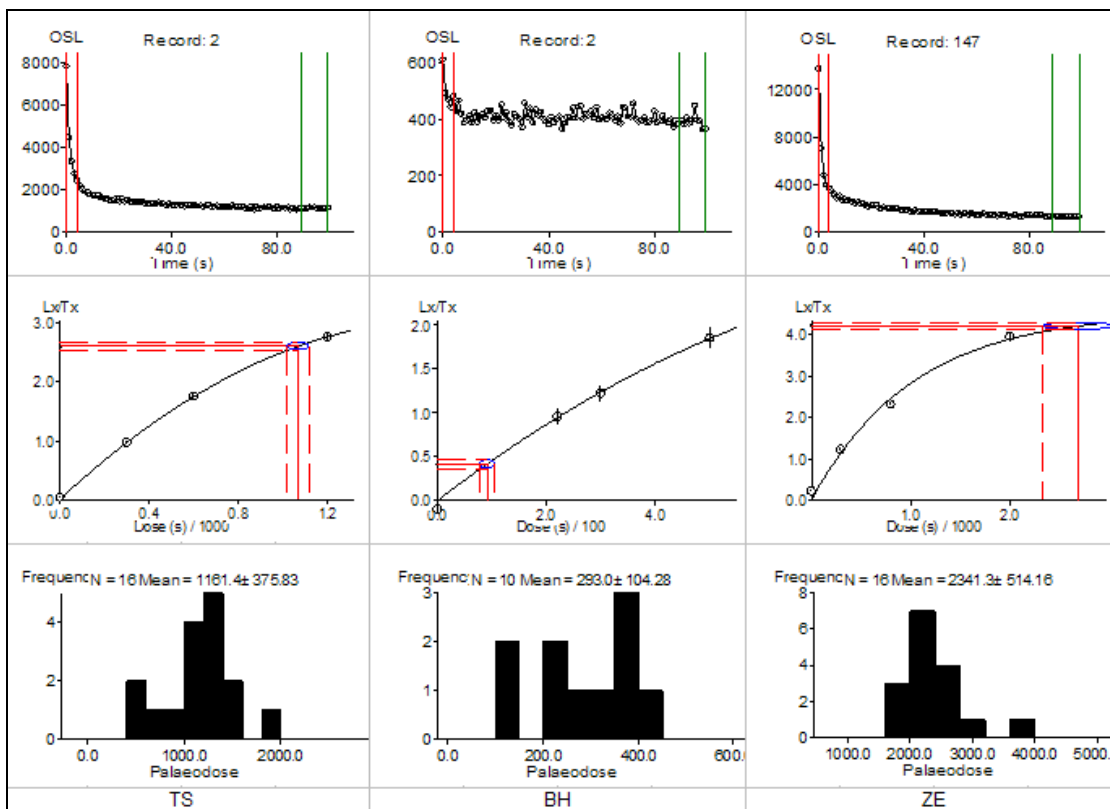 OSL Record: 2
8000
6000
4000
2000
0
0.0 40.0 80.0
Time (s)
OSL Record: 2
600
400
200
0
0.0 40.0 80.0
Time (s)
OSL Record: 147
12000
8000
4000
0
0.0 40.0 80.0
Time (s)
Lx/Tx
3.0
2.0
1.0
0.0
0.0 0.4 0.8 1.2
Dose (s) / 1000
Lx/Tx
2.0
1.5
1.0
0.5
0.0
0.0 2.0 4.0
Dose (s) / 100
Lx/Tx
4.0
3.0
2.0
1.0
0.0
1.0 2.0
Dose (s) / 1000
Frequenc N = 16 Mean = 1161.4± 375.83
4
2
0
0.0 1000.0 2000.0
Palaeodose
Frequenc N = 10 Mean = 293.0± 104.28
3
2
1
0
0.0 200.0 400.0 600.0
Palaeodose
Frequenc N = 16 Mean = 2341.3± 514.16
8
6
4
2
0
1000.0 2000.0 3000.0 4000.0 5000.
Palaeodose
TS BH ZE